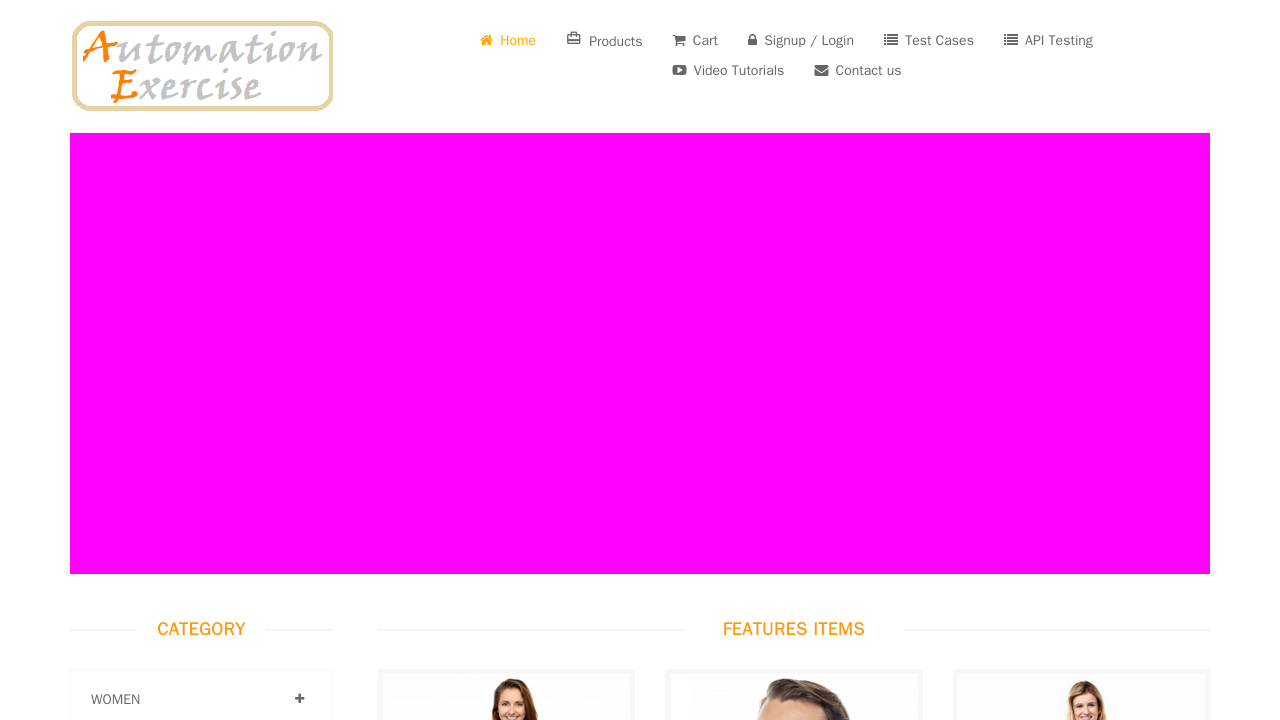 Automation
Exercise
Home Products Cart Signup / Login Test Cases API Testing
Video Tutorials Contact us
CATEGORY FEATURES ITEMS
WOMEN